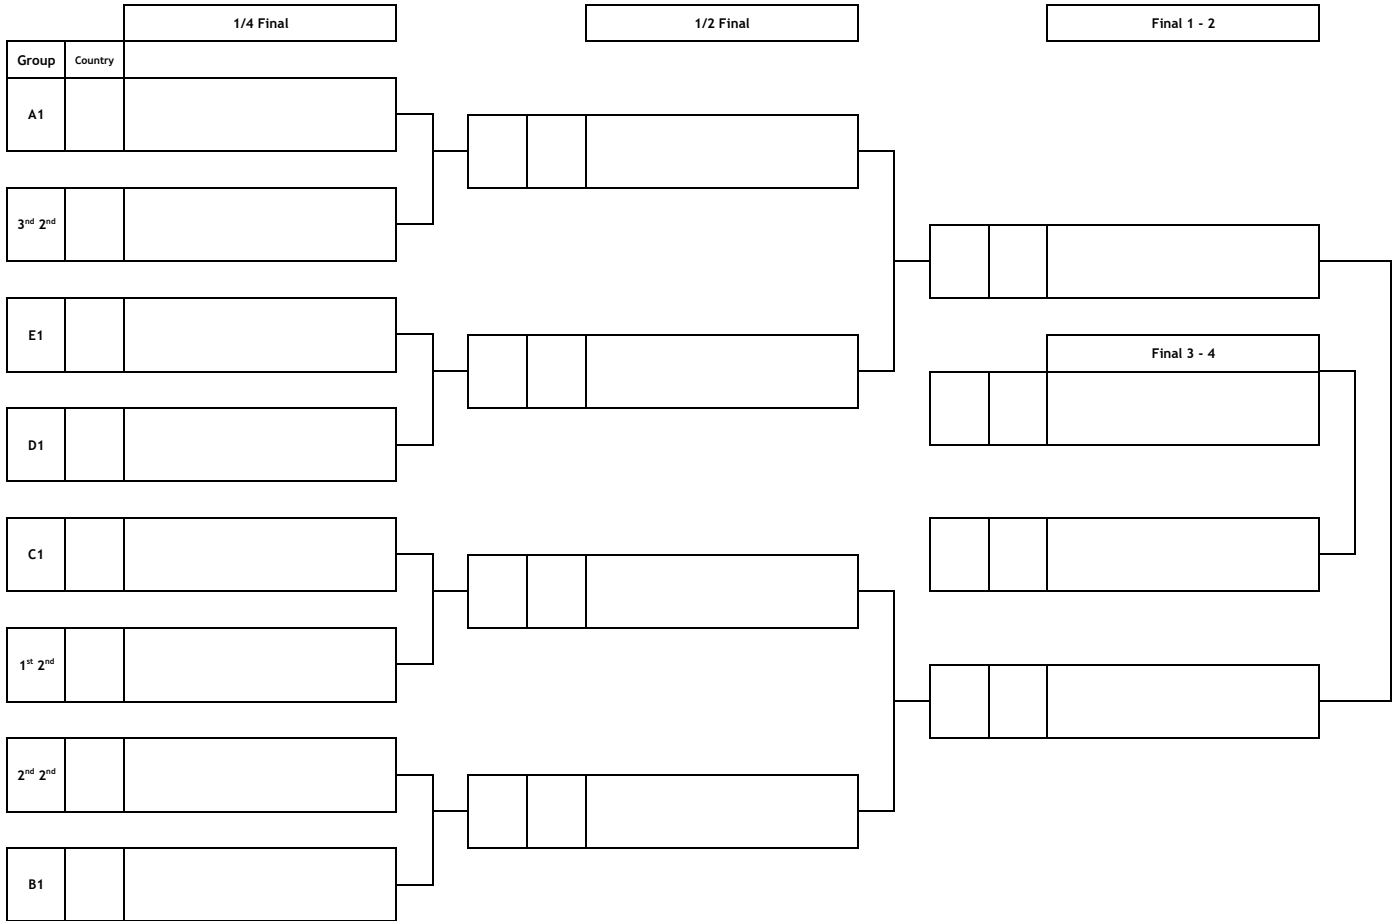 1/4 Final
1/2 Final
Final 1 - 2
Group
Country
A1
3nd 2nd
E1
Final 3 - 4
D1
C1
1st 2nd
2nd 2nd
B1